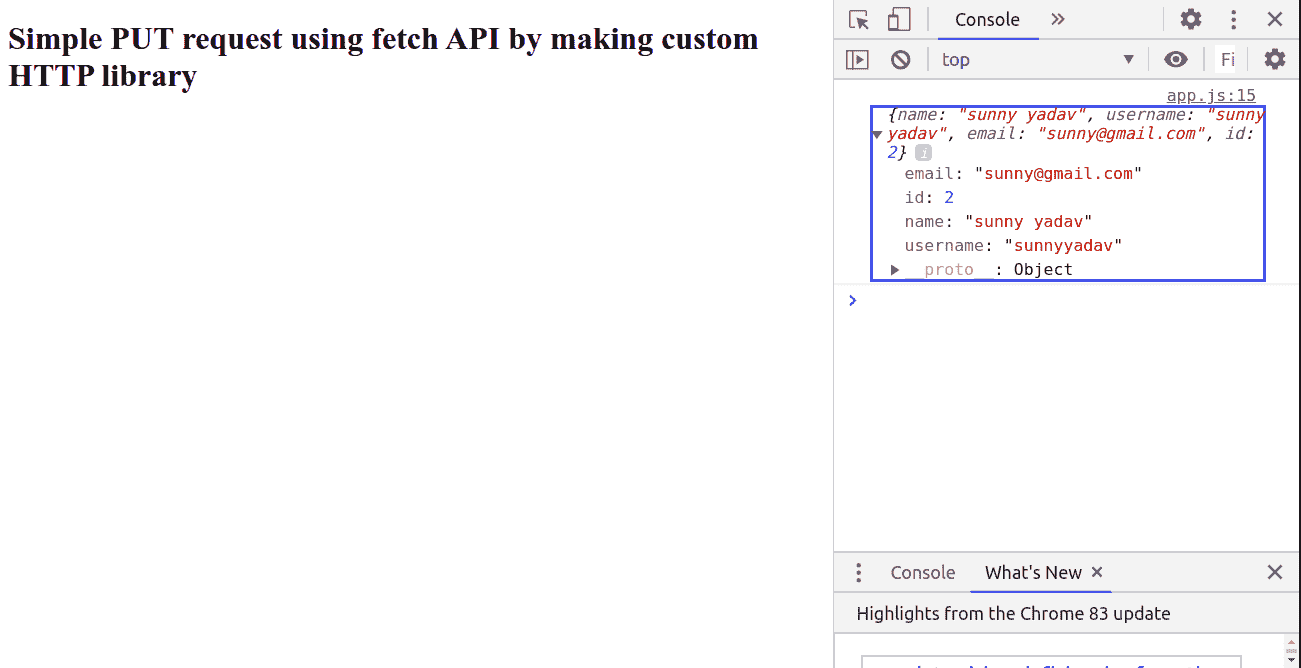 Simple PUT request using fetch API by making custom
HTTP library
Console
top
Fi
app.js:15
{name: "sunny yadav", username: "sunny
yadav", email: "sunny@gmail.com", id:
2} i
email: "sunny@gmail.com"
id: 2
name: "sunny yadav"
username: "sunnyyadav"
__proto__: Object
Console What's New
Highlights from the Chrome 83 update